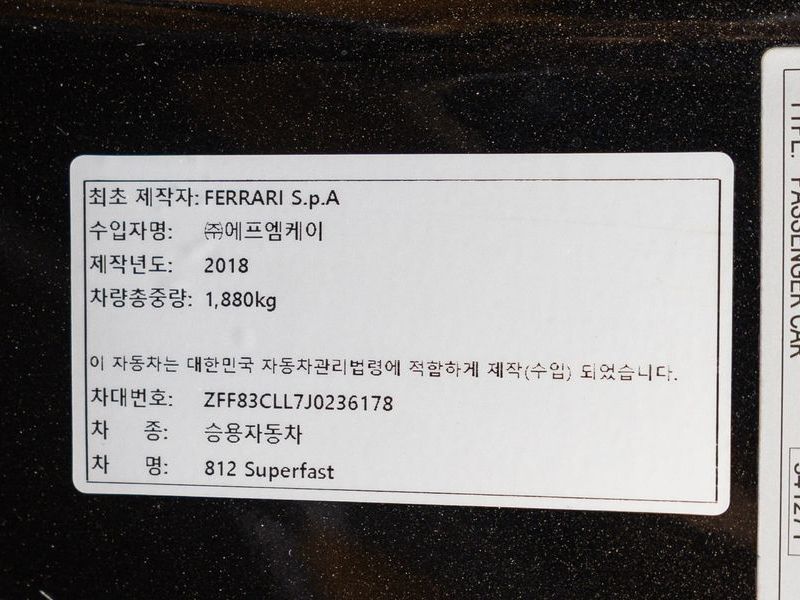 최초 제작자: FERRARI S.p.A
수입자명: ㈜에프엠케이
제작년도: 2018
차량총중량: 1,880kg
이 자동차는 대한민국 자동차관리법령에 적합하게 제작(수입) 되었습니다.
차대번호: ZFF83CLL7J0236178
차 종: 승용자동차
차 명: 812 Superfast
TYPE: PASSENGER CAR